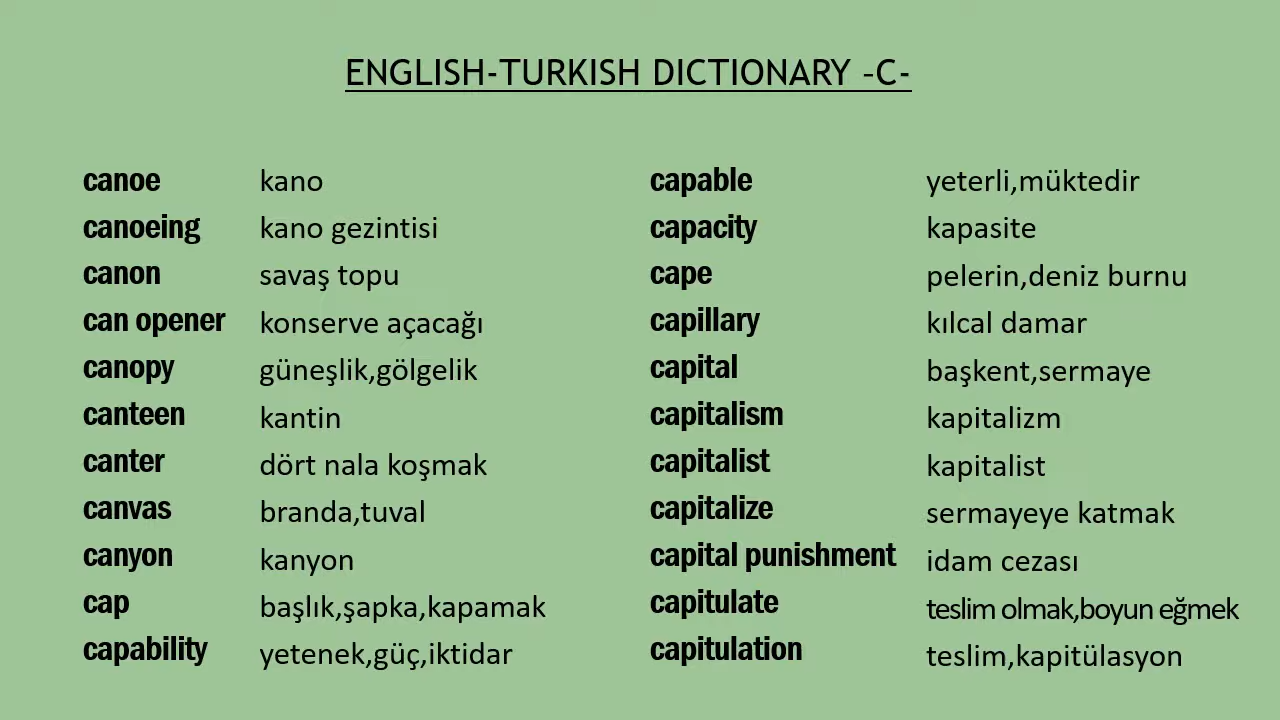 ENGLISH-TURKISH DICTIONARY –C-
canoe kano
canoeing kano gezintisi
canon savaş topu
can opener konserve açacağı
canopy güneşlik,gölgelik
canteen kantin
canter dört nala koşmak
canvas branda,tuval
canyon kanyon
cap başlık,şapka,kapamak
capability yetenek,güç,iktidar
capable yeterli,müktedir
capacity kapasite
cape pelerin,deniz burnu
capillary kılcal damar
capital başkent,sermaye
capitalism kapitalizm
capitalist kapitalist
capitalize sermayeye katmak
capital punishment idam cezası
capitulate teslim olmak,boyun eğmek
capitulation teslim,kapitülasyon